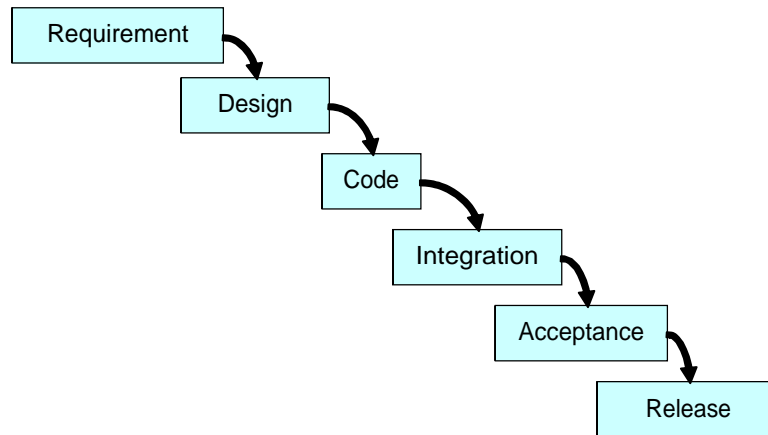 Requirement
Design
Code
Integration
Acceptance
Release